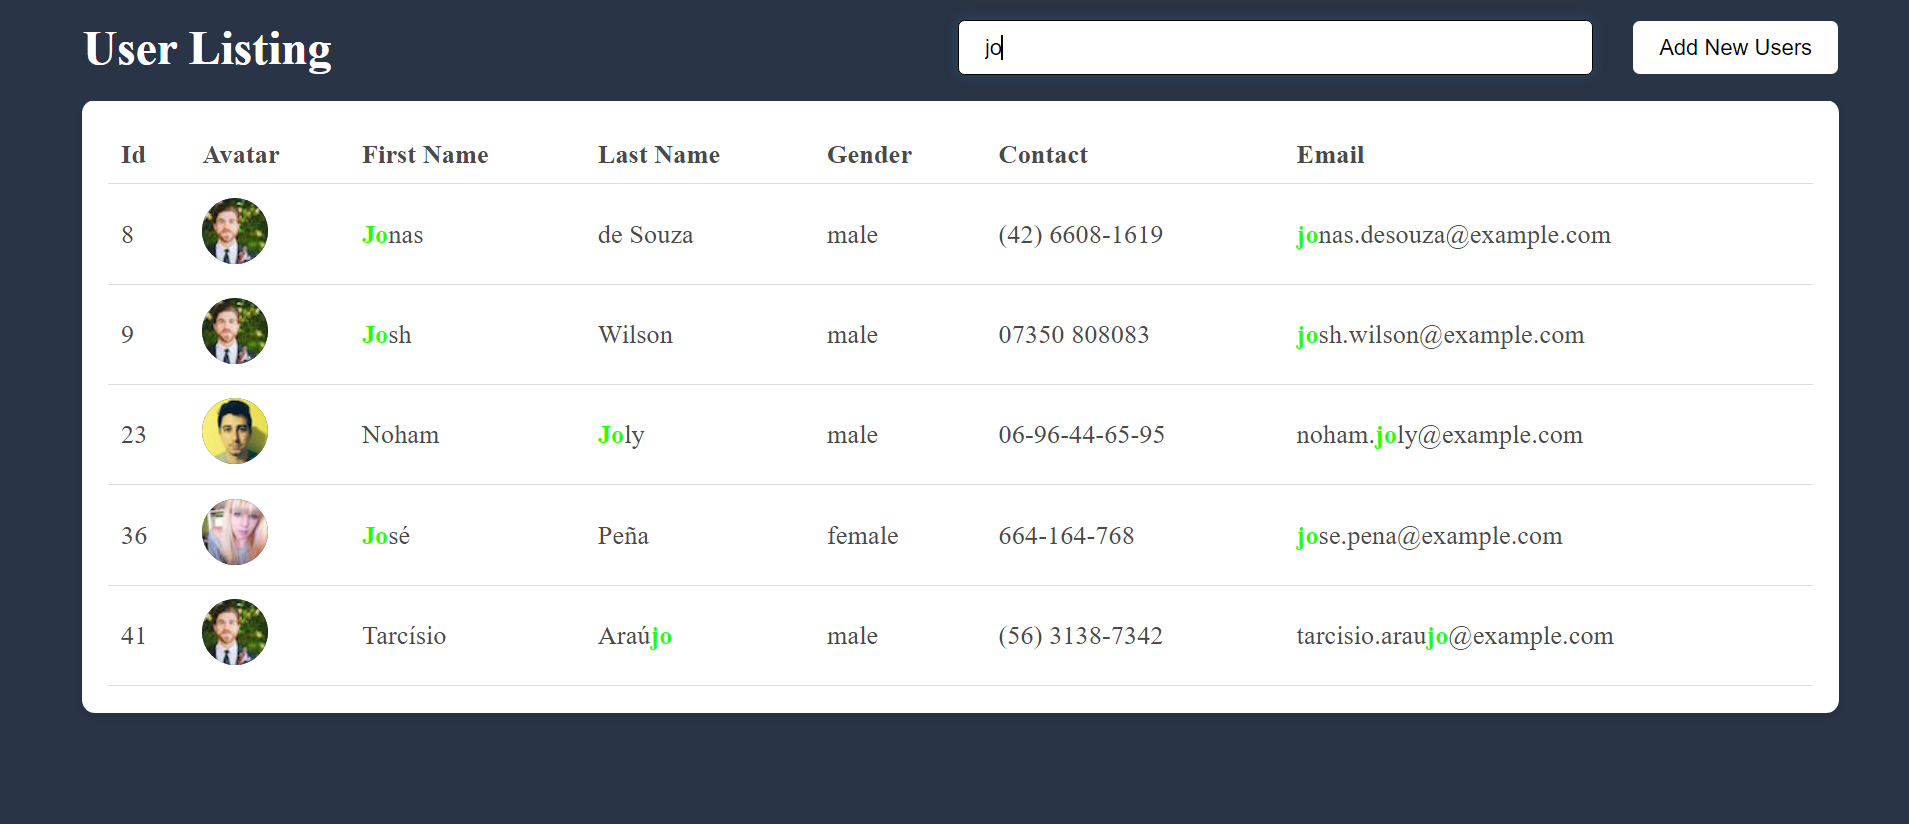 User Listing jo Add New Users
Id Avatar First Name Last Name Gender Contact Email
8 Jonas de Souza male (42) 6608-1619 jonas.desouza@example.com
9 Josh Wilson male 07350 808083 josh.wilson@example.com
23 Noham Joly male 06-96-44-65-95 noham.joly@example.com
36 José Peña female 664-164-768 jose.pena@example.com
41 Tarcísio Araújo male (56) 3138-7342 tarcisio.araujo@example.com